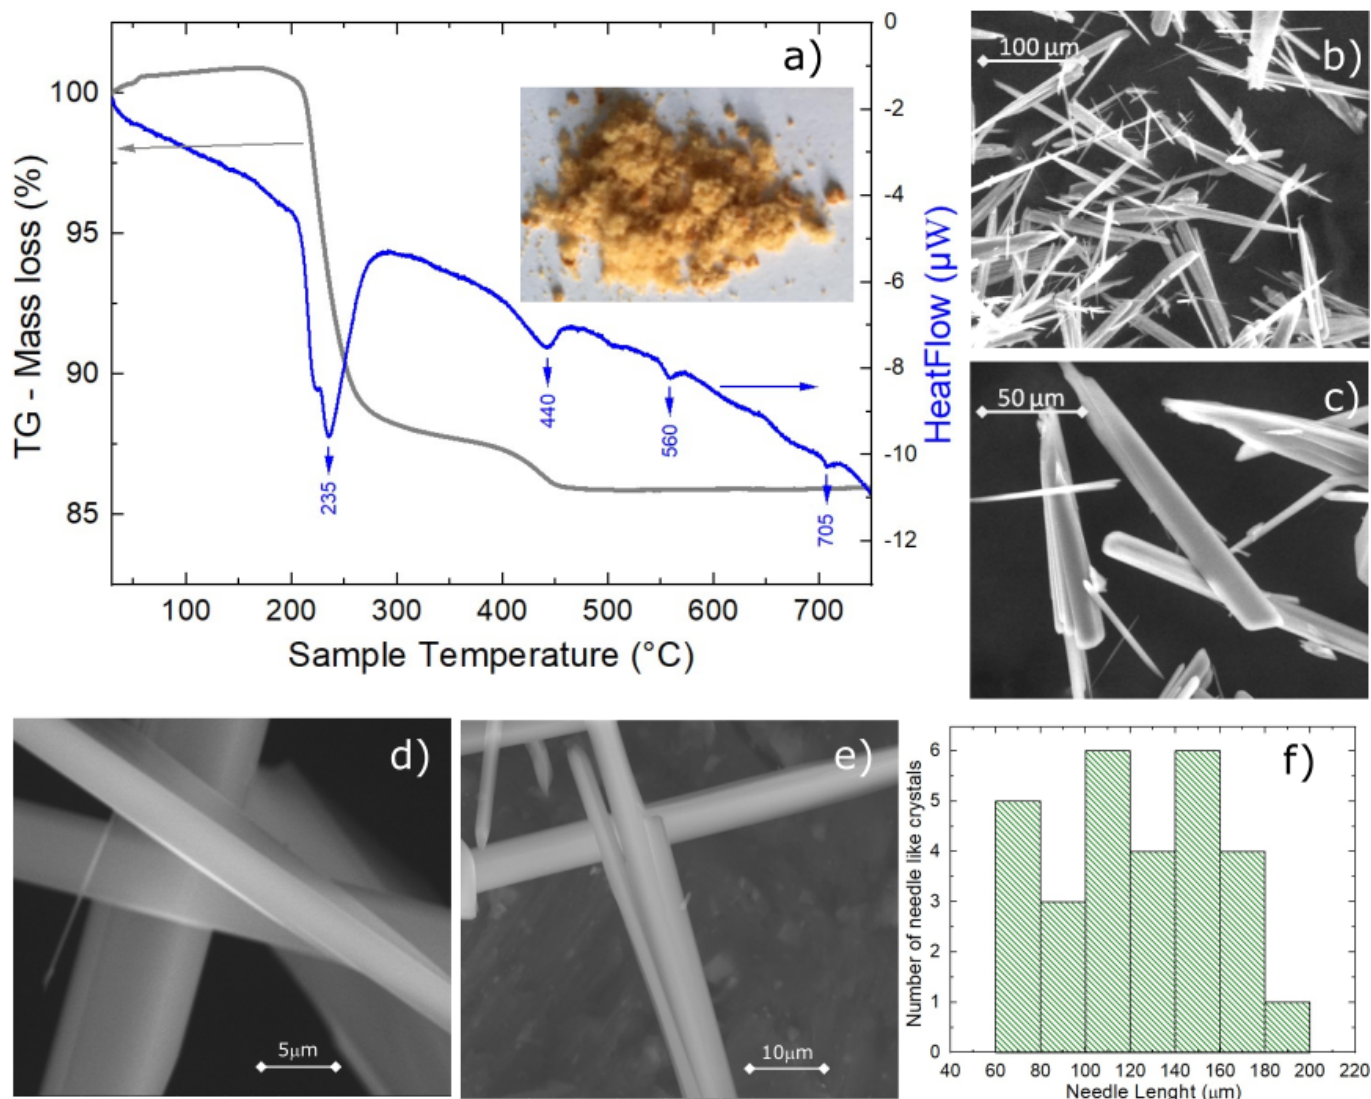 a)
TG - Mass loss (%)
100
95
90
85
100 200 300 400 500 600 700
Sample Temperature (°C)
0
-2
-4
-6
-8
-10
-12
HeatFlow (µW)
235
440
560
705
b)
100 µm
c)
50 µm
d)
5µm
e)
10µm
f)
Number of needle like crystals
6
5
4
3
2
1
0
40 60 80 100 120 140 160 180 200 220
Needle Lenght (µm)